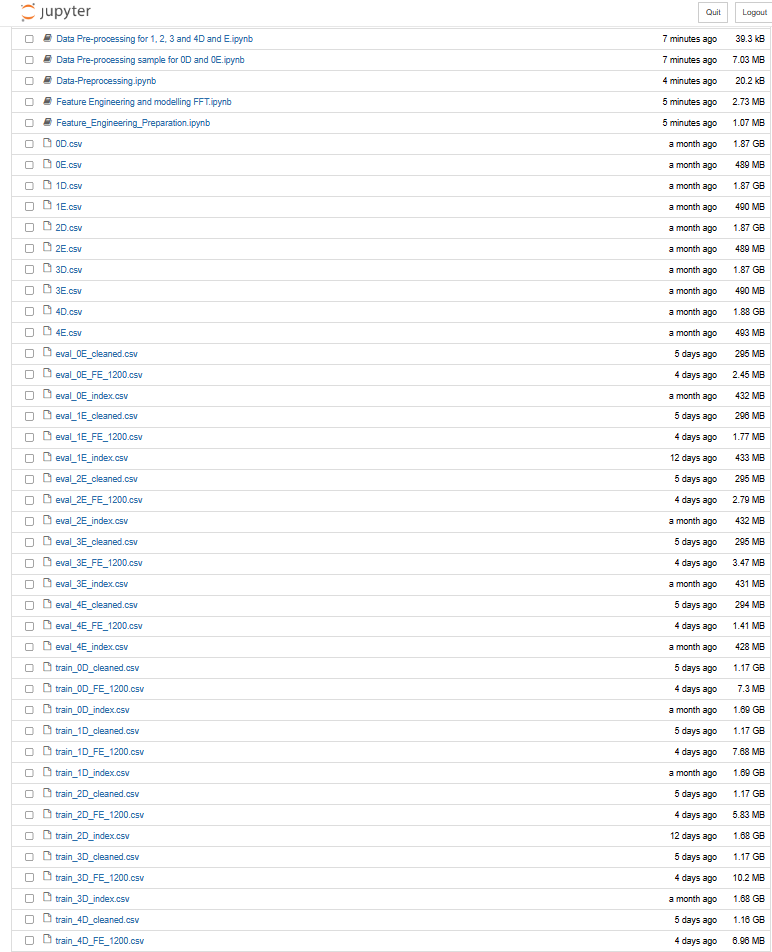 jupyter Quit Logout
Data Pre-processing for 1, 2, 3 and 4D and E.ipynb 7 minutes ago 39.3 kB
Data Pre-processing sample for 0D and 0E.ipynb 7 minutes ago 7.03 MB
Data-Preprocessing.ipynb 4 minutes ago 20.2 kB
Feature Engineering and modelling FFT.ipynb 5 minutes ago 2.73 MB
Feature_Engineering_Preparation.ipynb 5 minutes ago 1.07 MB
0D.csv a month ago 1.87 GB
0E.csv a month ago 489 MB
1D.csv a month ago 1.87 GB
1E.csv a month ago 490 MB
2D.csv a month ago 1.87 GB
2E.csv a month ago 489 MB
3D.csv a month ago 1.87 GB
3E.csv a month ago 490 MB
4D.csv a month ago 1.88 GB
4E.csv a month ago 493 MB
eval_0E_cleaned.csv 5 days ago 295 MB
eval_0E_FE_1200.csv 4 days ago 2.45 MB
eval_0E_index.csv a month ago 432 MB
eval_1E_cleaned.csv 5 days ago 296 MB
eval_1E_FE_1200.csv 4 days ago 1.77 MB
eval_1E_index.csv 12 days ago 433 MB
eval_2E_cleaned.csv 5 days ago 295 MB
eval_2E_FE_1200.csv 4 days ago 2.79 MB
eval_2E_index.csv a month ago 432 MB
eval_3E_cleaned.csv 5 days ago 295 MB
eval_3E_FE_1200.csv 4 days ago 3.47 MB
eval_3E_index.csv a month ago 431 MB
eval_4E_cleaned.csv 5 days ago 294 MB
eval_4E_FE_1200.csv 4 days ago 1.41 MB
eval_4E_index.csv a month ago 428 MB
train_0D_cleaned.csv 5 days ago 1.17 GB
train_0D_FE_1200.csv 4 days ago 7.3 MB
train_0D_index.csv a month ago 1.69 GB
train_1D_cleaned.csv 5 days ago 1.17 GB
train_1D_FE_1200.csv 4 days ago 7.68 MB
train_1D_index.csv a month ago 1.69 GB
train_2D_cleaned.csv 5 days ago 1.17 GB
train_2D_FE_1200.csv 4 days ago 5.83 MB
train_2D_index.csv 12 days ago 1.68 GB
train_3D_cleaned.csv 5 days ago 1.17 GB
train_3D_FE_1200.csv 4 days ago 10.2 MB
train_3D_index.csv a month ago 1.68 GB
train_4D_cleaned.csv 5 days ago 1.16 GB
train_4D_FE_1200.csv 4 days ago 6.96 MB